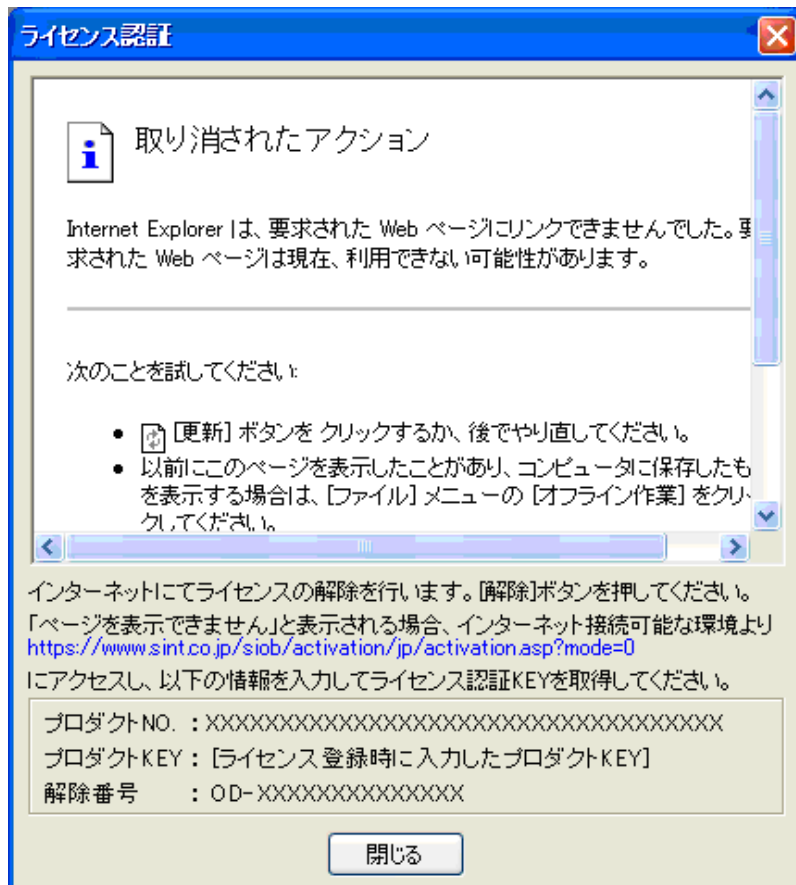 ライセンス認証
取り消されたアクション
Internet Explorer は、要求された Web ページにリンクできませんでした。要
求された Web ページは現在、利用できない可能性があります。
次のことを試してください:
• [更新] ボタンを クリックするか、後でやり直してください。
• 以前にこのページを表示したことがあり、コンピュータに保存したも
を表示する場合は、[ファイル] メニューの [オフライン作業] をクリッ
クしてください。
インターネットにてライセンスの解除を行います。[解除]ボタンを押してください。
「ページを表示できません」と表示される場合、インターネット接続可能な環境より
https://www.sint.co.jp/siob/activation/jp/activation.asp?mode=0
にアクセスし、以下の情報を入力してライセンス認証KEYを取得してください。
プロダクトNO. : XXXXXXXXXXXXXXXXXXXXXXXXXXXXXXXXXXX
プロダクトKEY : [ライセンス登録時に入力したプロダクトKEY]
解除番号 : OD-XXXXXXXXXXXXXX
閉じる